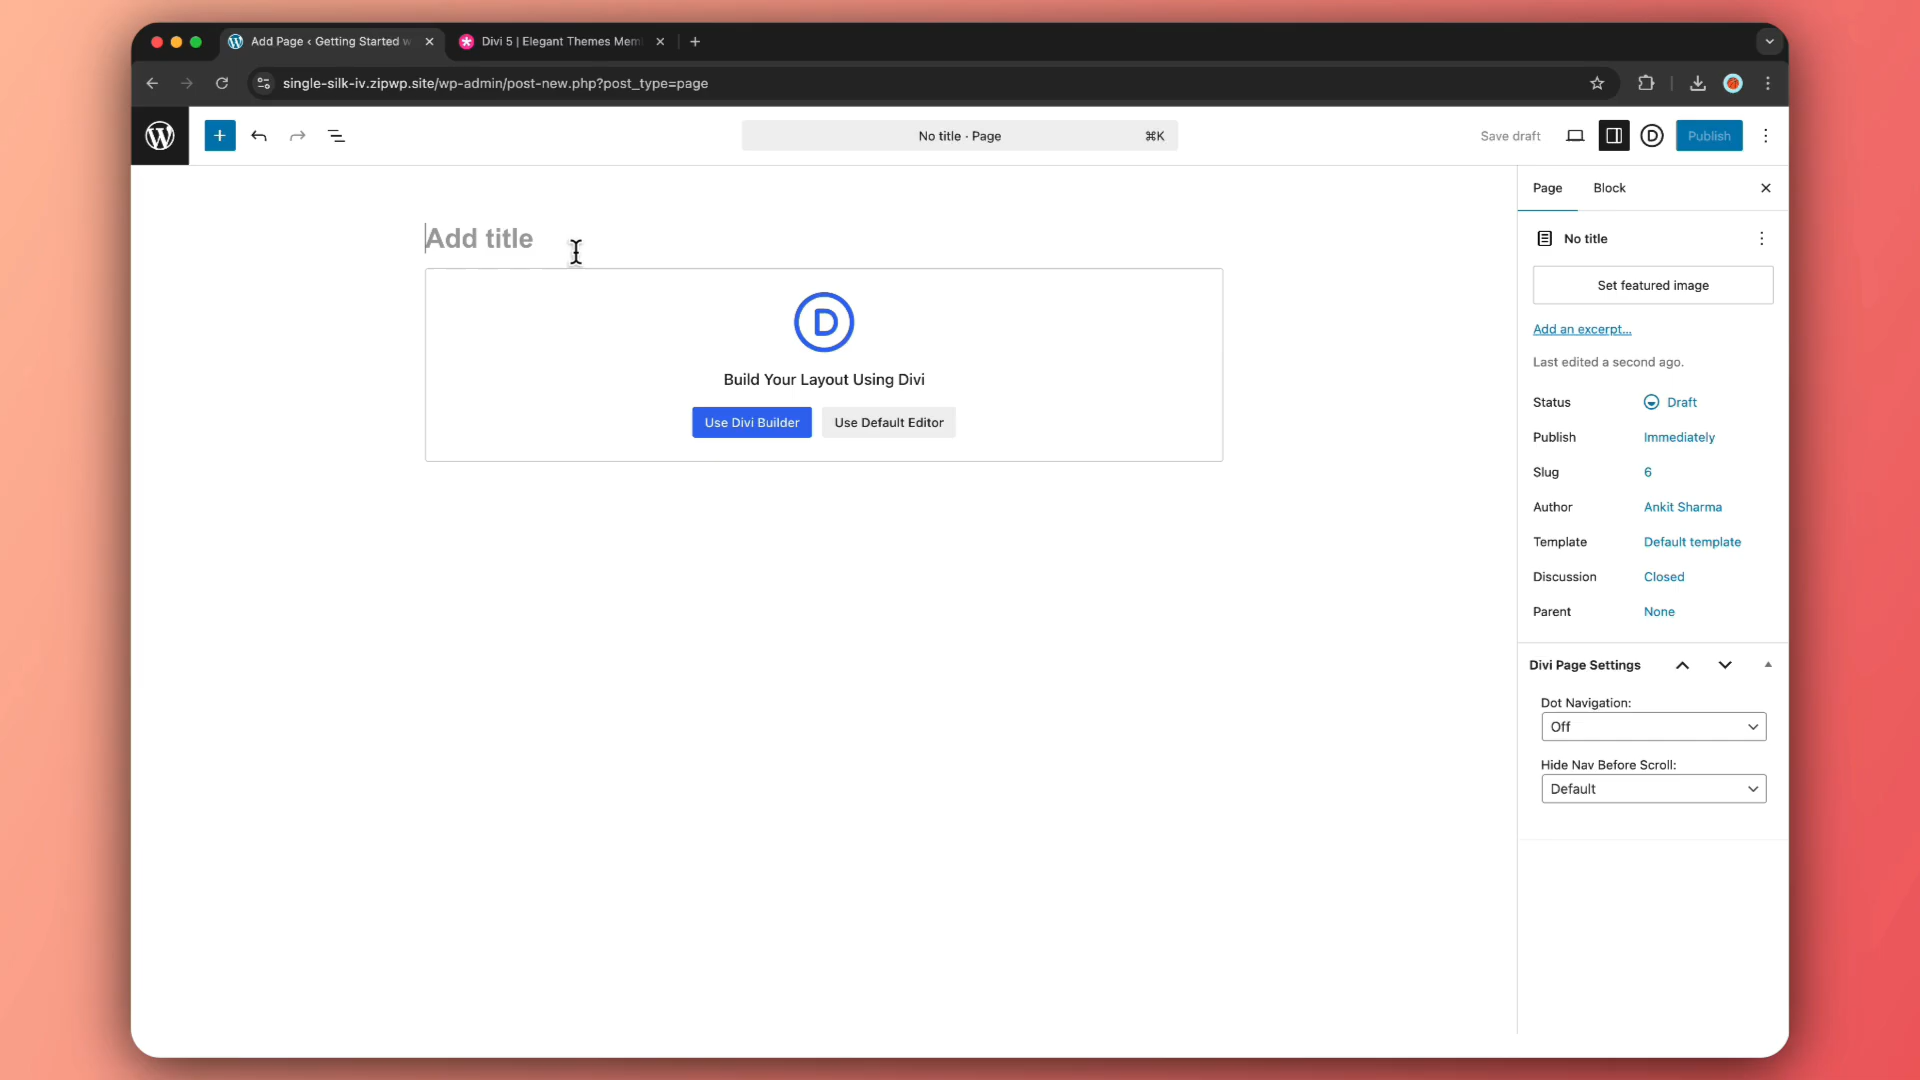 Add Page ‹ Getting Started w
Divi 5 | Elegant Themes Mem
single-silk-iv.zipwp.site/wp-admin/post-new.php?post_type=page
No title · Page
⌘K
Save draft
Publish
Page
Block
Add title
No title
Set featured image
Add an excerpt...
Last edited a second ago.
Build Your Layout Using Divi
Use Divi Builder
Use Default Editor
Status
Draft
Publish
Immediately
Slug
6
Author
Ankit Sharma
Template
Default template
Discussion
Closed
Parent
None
Divi Page Settings
Dot Navigation:
Off
Hide Nav Before Scroll:
Default